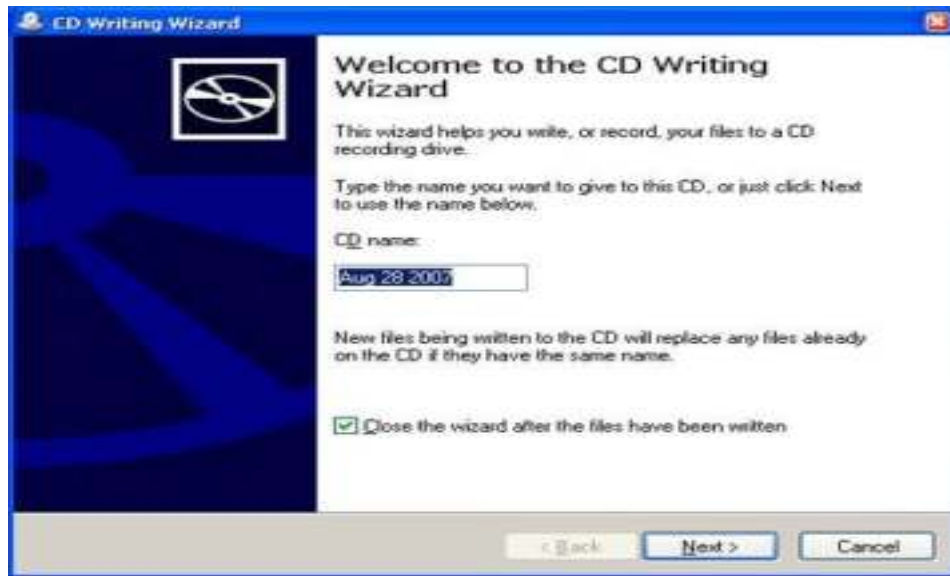 CD Writing Wizard
Welcome to the CD Writing
Wizard
This wizard helps you write, or record, your files to a CD
recording drive.
Type the name you want to give to this CD, or just click Next
to use the name below.
CD name:
Aug 28 2007
New files being written to the CD will replace any files already
on the CD if they have the same name.
Close the wizard after the files have been written
< Back
Next >
Cancel